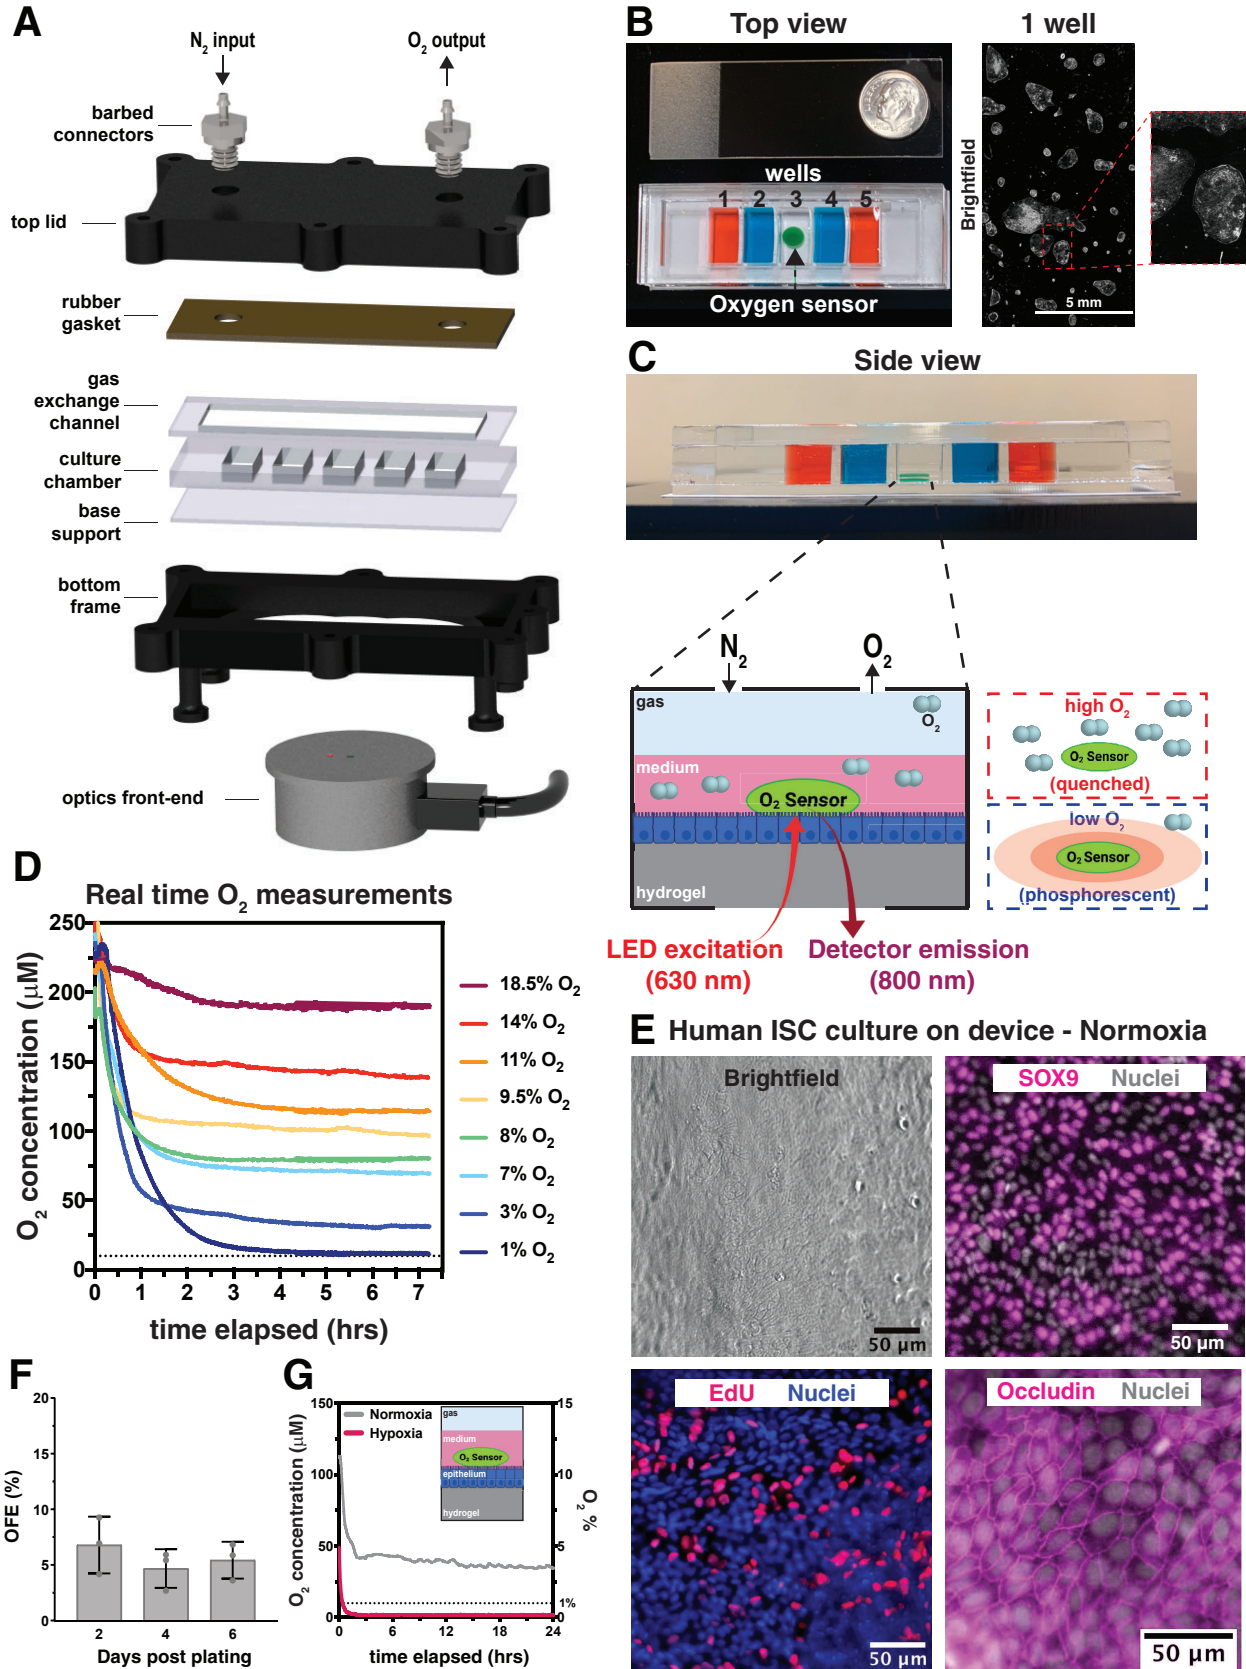 A
N2 input
O2 output
barbed
connectors
top lid
rubber
gasket
gas
exchange
channel
culture
chamber
base
support
bottom
frame
optics front-end
B
Top view
1 well
wells
1 2 3 4 5
Oxygen sensor
Brightfield
5 mm
C
Side view
N2
O2
gas
O2
medium
O2 Sensor
hydrogel
LED excitation
(630 nm)
Detector emission
(800 nm)
high O2
O2 Sensor
(quenched)
low O2
O2 Sensor
(phosphorescent)
D
Real time O2 measurements
O2 concentration (µM)
250
200
150
100
50
0
0 1 2 3 4 5 6 7
time elapsed (hrs)
18.5% O2
14% O2
11% O2
9.5% O2
8% O2
7% O2
3% O2
1% O2
E
Human ISC culture on device - Normoxia
Brightfield
50 µm
SOX9 Nuclei
50 µm
EdU Nuclei
50 µm
Occludin Nuclei
50 µm
F
OFE (%)
20
15
10
5
0
2 4 6
Days post plating
G
O2 concentration (µM)
150
100
50
0
Normoxia
Hypoxia
gas
medium
O2 Sensor
epithelium
hydrogel
15
10
5
1%
0
O2 %
0 6 12 18 24
time elapsed (hrs)